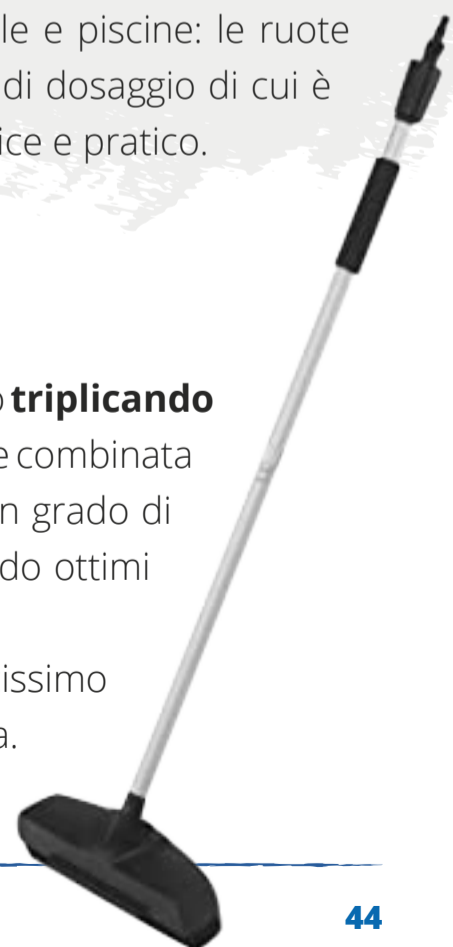 le e piscine: le ruote
di dosaggio di cui è
ice e pratico.
triplicando
e combinata
n grado di
do ottimi
issimo
a.
44